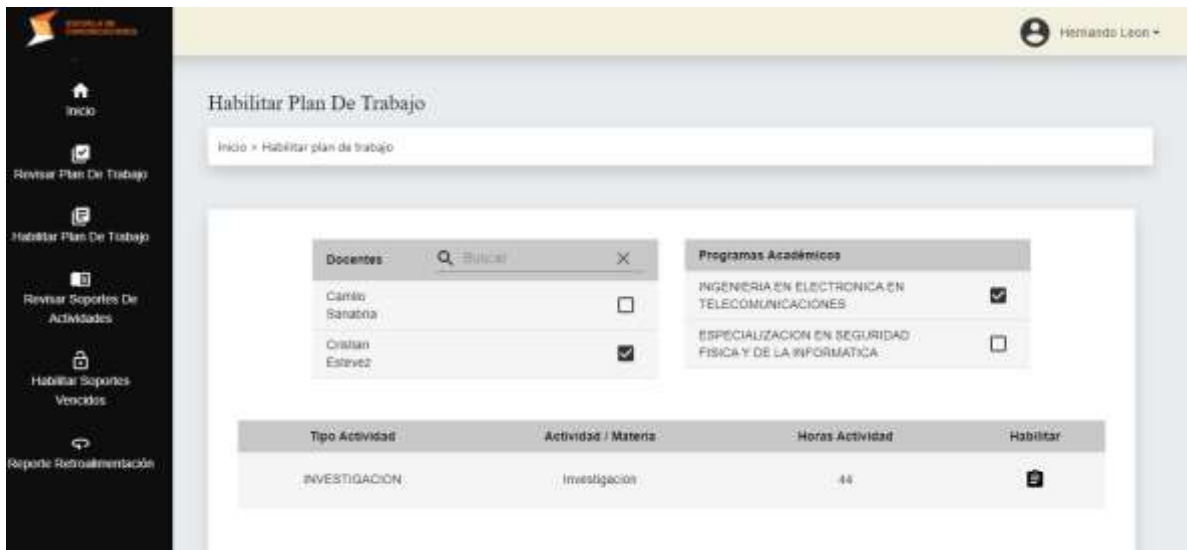 ESCUELA DE
COMUNICACIONES
Hernando Leon
Inicio
Revisar Plan De Trabajo
Habilitar Plan De Trabajo
Revisar Soportes De
Actividades
Habilitar Soportes
Vencidos
Reporte Retroalimentación
Habilitar Plan De Trabajo
Inicio > Habilitar plan de trabajo
Docentes Buscar
Camilo
Sanabria
Cristian
Estevez
Programas Académicos
INGENIERIA EN ELECTRONICA EN
TELECOMUNICACIONES
ESPECIALIZACION EN SEGURIDAD
FISICA Y DE LA INFORMATICA
Tipo Actividad Actividad / Materia Horas Actividad Habilitar
INVESTIGACION Investigación 44